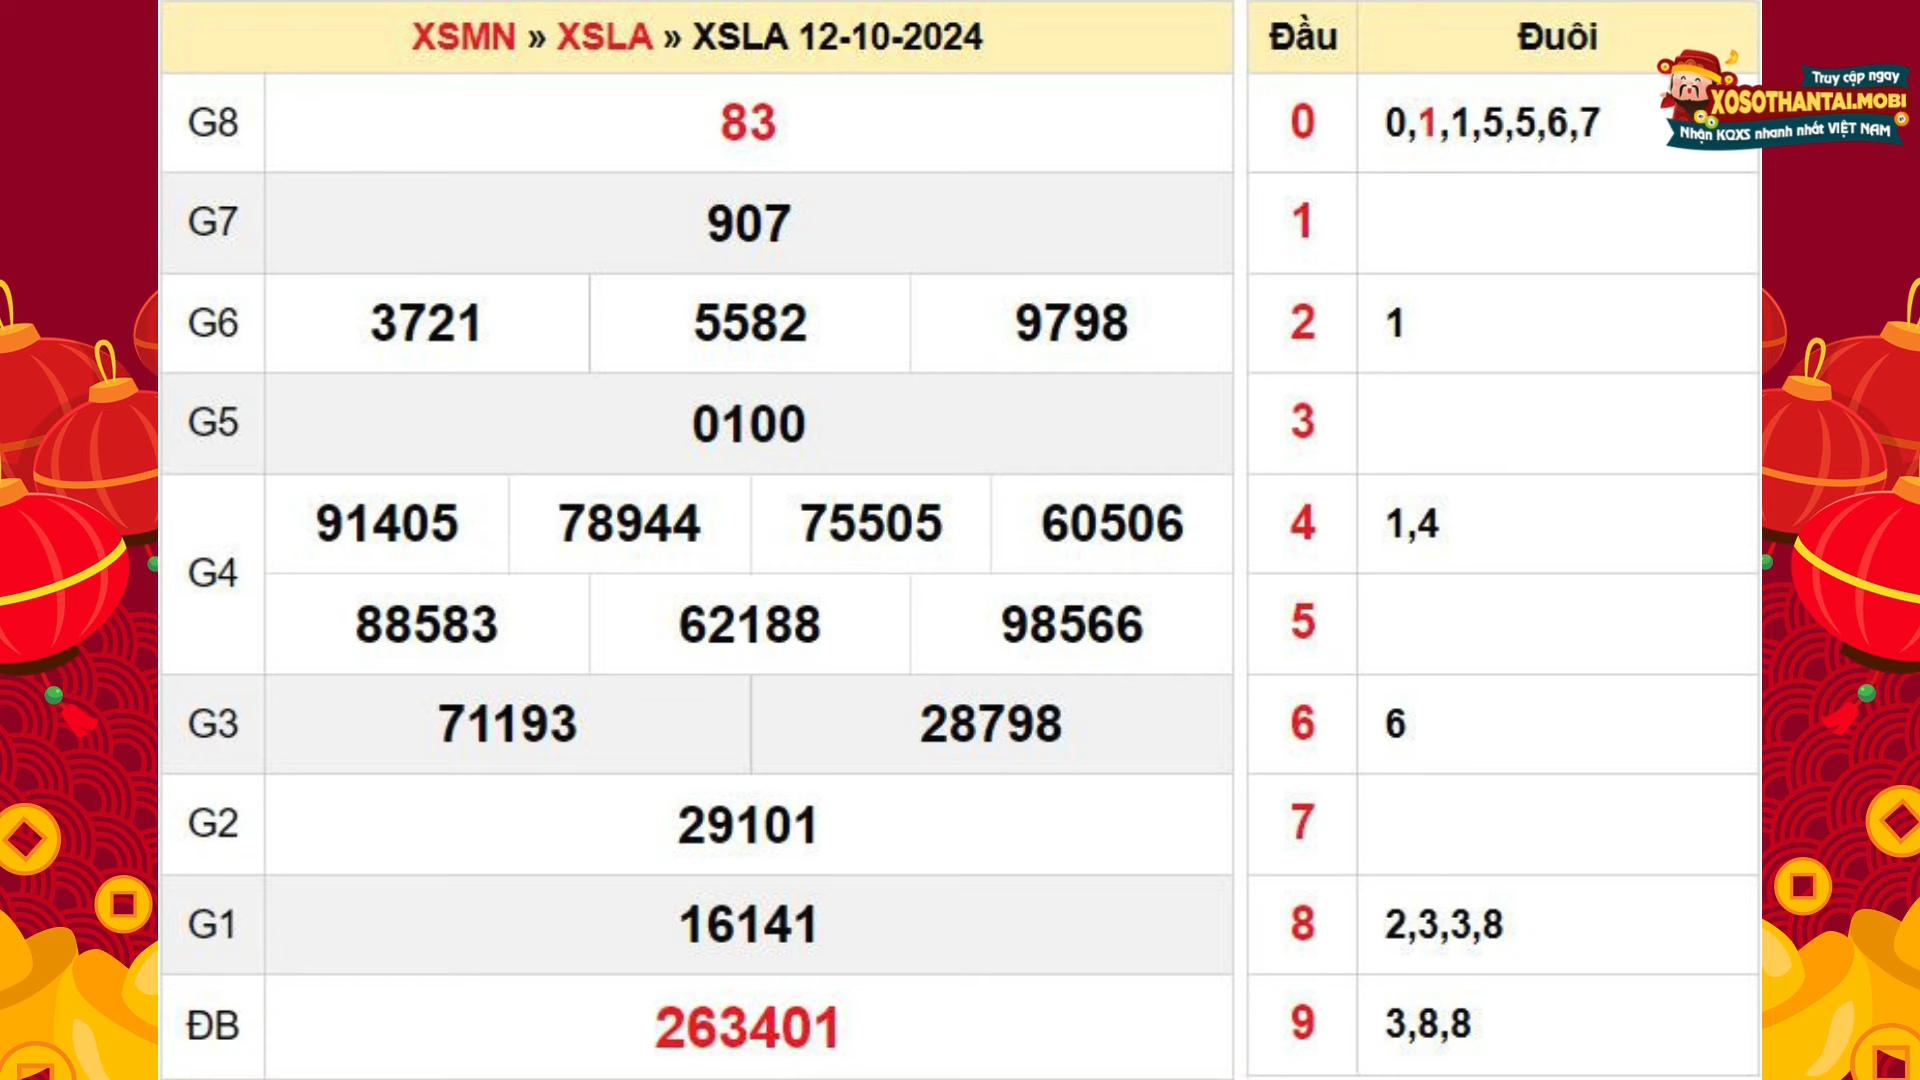 XSMN » XSLA » XSLA 12-10-2024
G8 83
G7 907
G6 3721 5582 9798
G5 0100
G4 91405 78944 75505 60506
88583 62188 98566
G3 71193 28798
G2 29101
G1 16141
ĐB 263401
Đầu Đuôi
0 0,1,1,5,5,6,7
1
2 1
3
4 1,4
5
6 6
7
8 2,3,3,8
9 3,8,8
Truy cập ngay
XOSOTHANTAI.MOBI
Nhận KQXS nhanh nhất VIỆT NAM